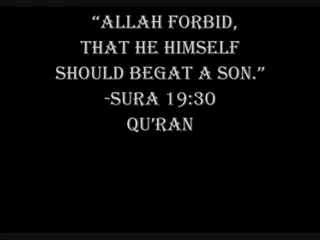 “ALLAH FORBID,
THAT HE HIMSELF
SHOULD BEGAT A SON.”
-SURA 19:30
QU’RAN